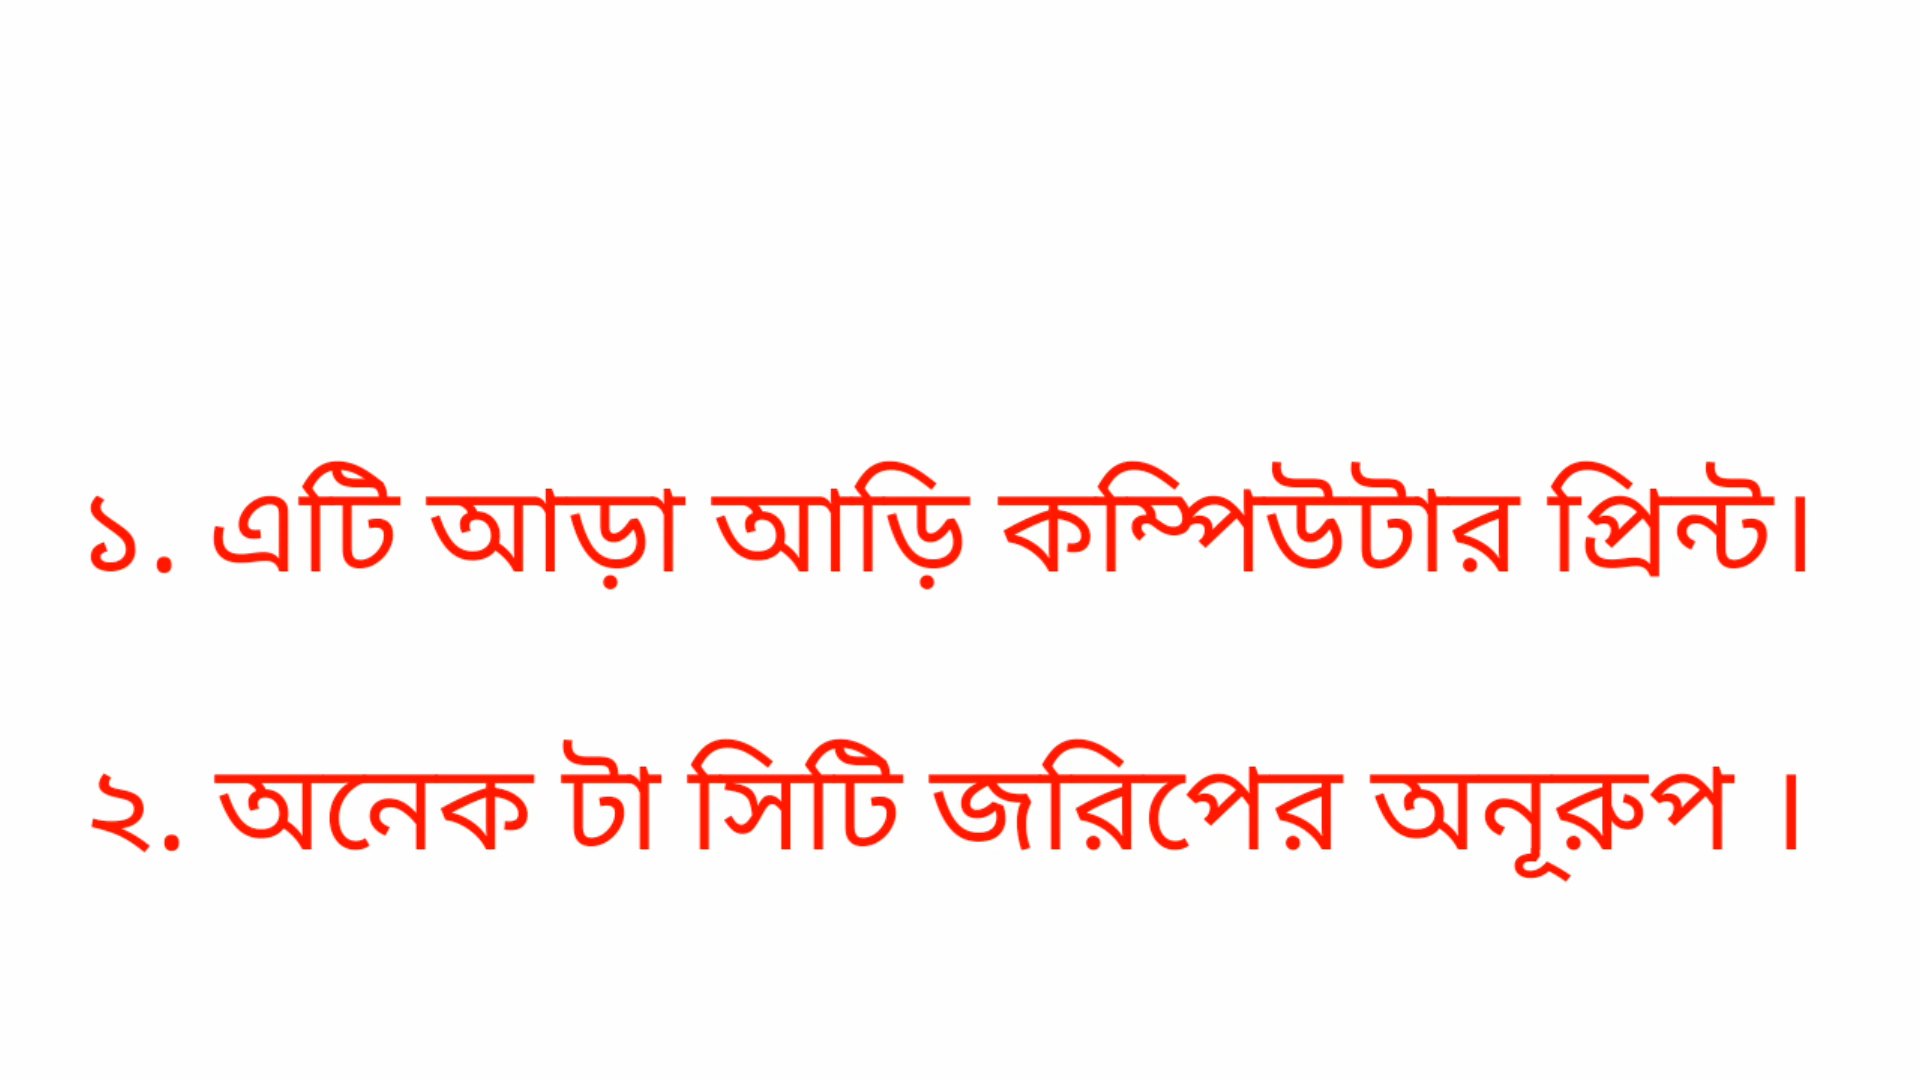 ১. এটি আড়া আড়ি কম্পিউটার প্রিন্ট।
২. অনেক টা সিটি জরিপের অনূরুপ ।